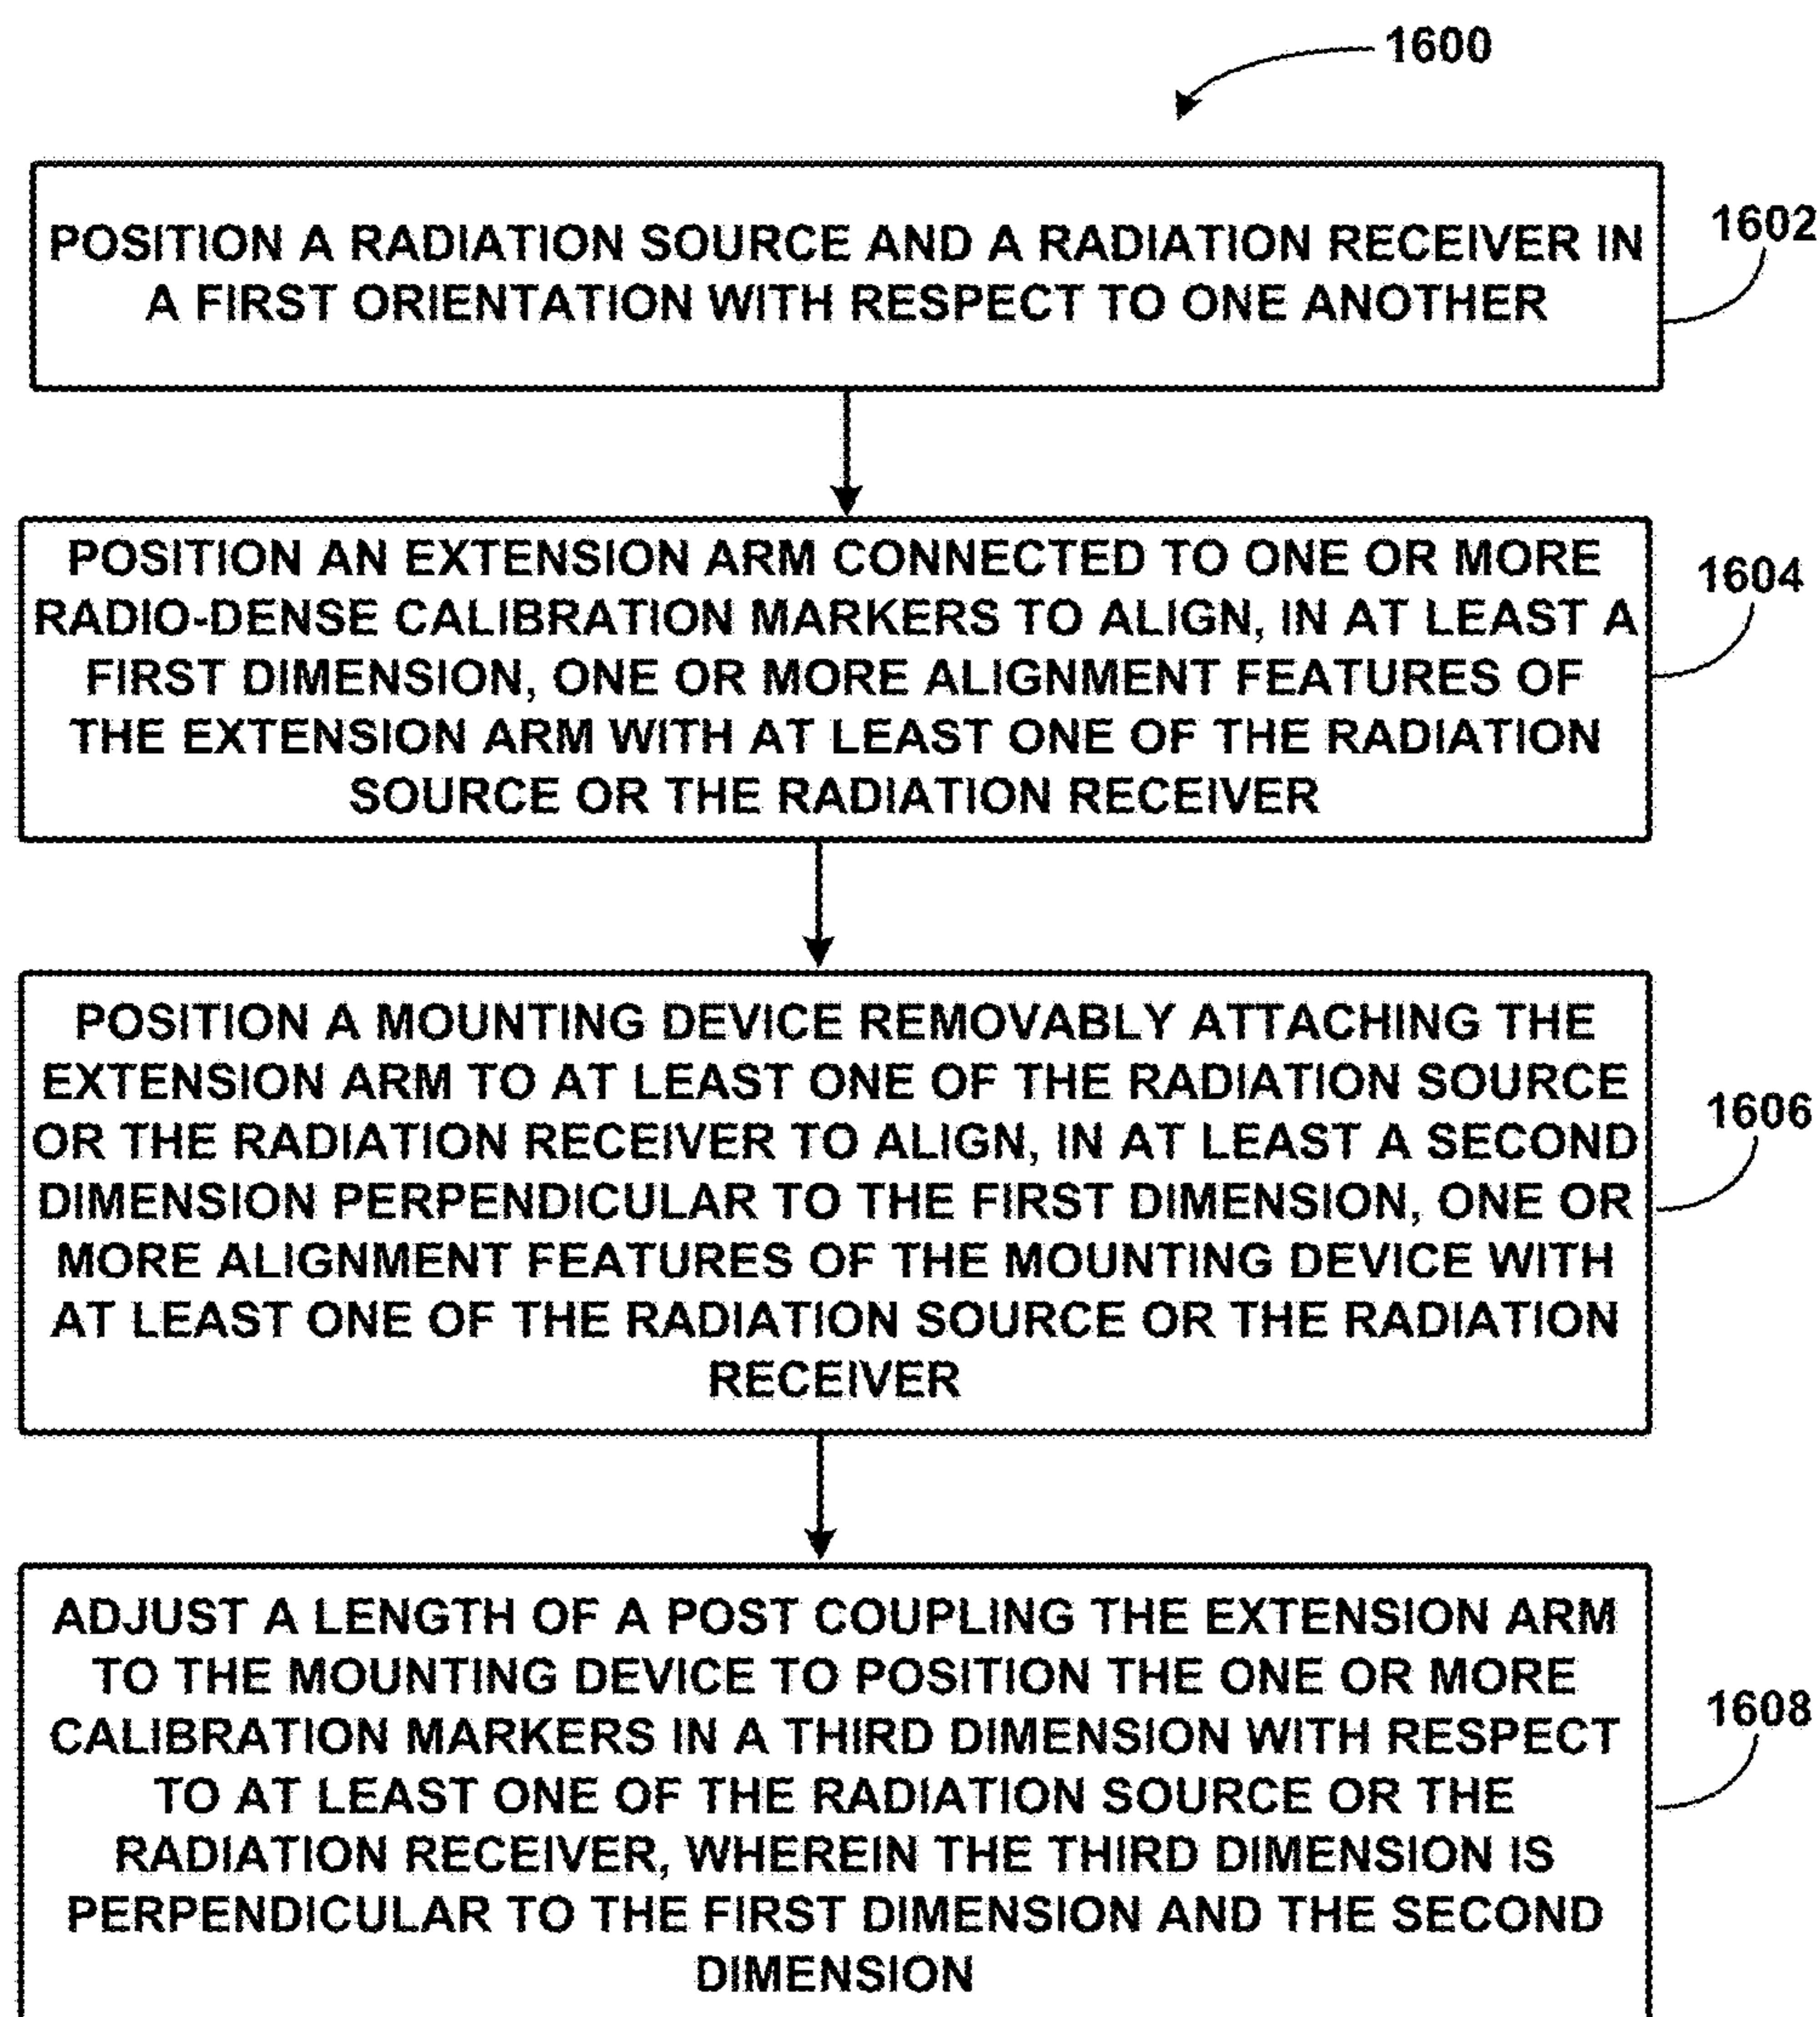 1600
POSITION A RADIATION SOURCE AND A RADIATION RECEIVER IN
A FIRST ORIENTATION WITH RESPECT TO ONE ANOTHER
1602
POSITION AN EXTENSION ARM CONNECTED TO ONE OR MORE
RADIO-DENSE CALIBRATION MARKERS TO ALIGN, IN AT LEAST A
FIRST DIMENSION, ONE OR MORE ALIGNMENT FEATURES OF
THE EXTENSION ARM WITH AT LEAST ONE OF THE RADIATION
SOURCE OR THE RADIATION RECEIVER
1604
POSITION A MOUNTING DEVICE REMOVABLY ATTACHING THE
EXTENSION ARM TO AT LEAST ONE OF THE RADIATION SOURCE
OR THE RADIATION RECEIVER TO ALIGN, IN AT LEAST A SECOND
DIMENSION PERPENDICULAR TO THE FIRST DIMENSION, ONE OR
MORE ALIGNMENT FEATURES OF THE MOUNTING DEVICE WITH
AT LEAST ONE OF THE RADIATION SOURCE OR THE RADIATION
RECEIVER
1606
ADJUST A LENGTH OF A POST COUPLING THE EXTENSION ARM
TO THE MOUNTING DEVICE TO POSITION THE ONE OR MORE
CALIBRATION MARKERS IN A THIRD DIMENSION WITH RESPECT
TO AT LEAST ONE OF THE RADIATION SOURCE OR THE
RADIATION RECEIVER, WHEREIN THE THIRD DIMENSION IS
PERPENDICULAR TO THE FIRST DIMENSION AND THE SECOND
DIMENSION
1608